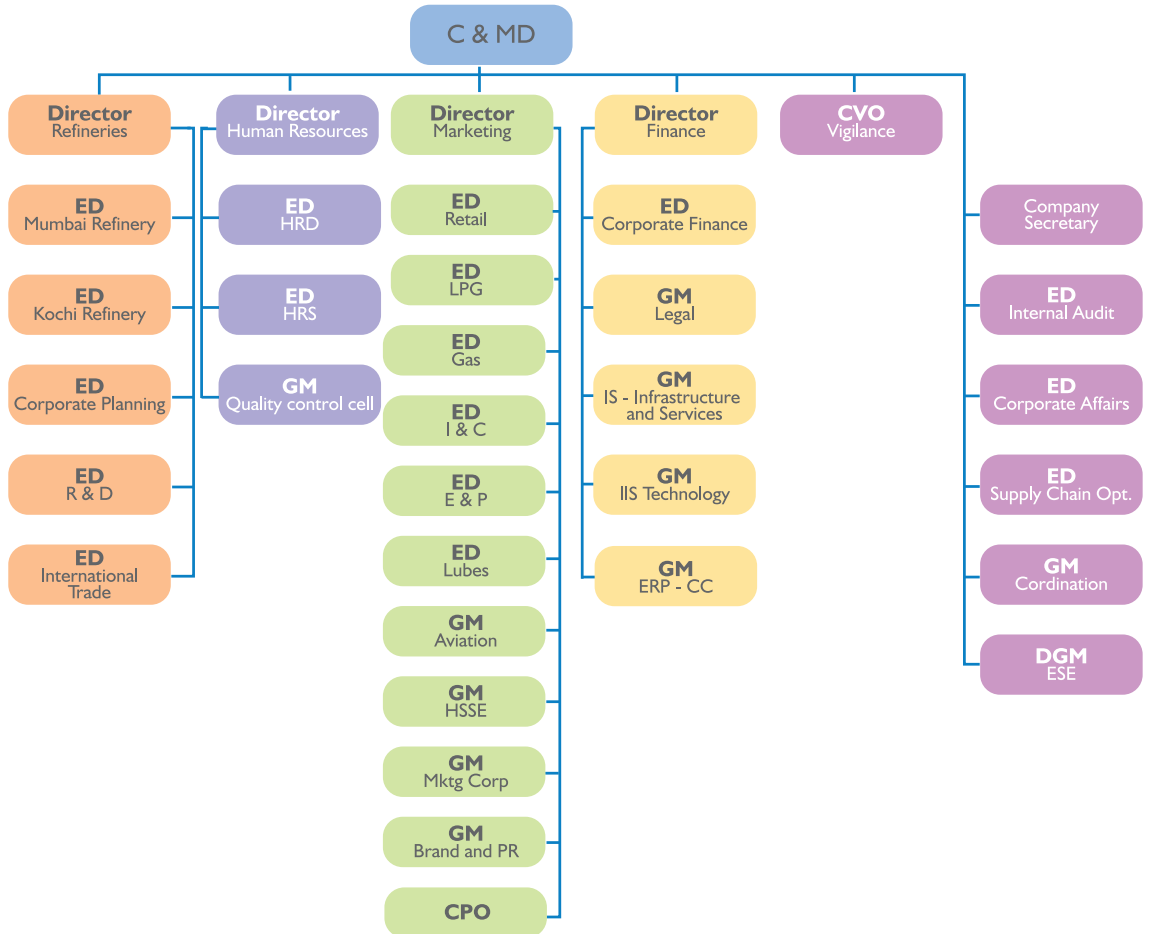 C & MD
Director
Refineries
ED
Mumbai Refinery
ED
Kochi Refinery
ED
Corporate Planning
ED
R & D
ED
International
Trade
Director
Human Resources
ED
HRD
ED
HRS
GM
Quality control cell
Director
Marketing
ED
Retail
ED
LPG
ED
Gas
ED
I & C
ED
E & P
ED
Lubes
GM
Aviation
GM
HSSE
GM
Mktg Corp
GM
Brand and PR
CPO
Director
Finance
ED
Corporate Finance
GM
Legal
GM
IS - Infrastructure
and Services
GM
IIS Technology
GM
ERP - CC
CVO
Vigilance
Company
Secretary
ED
Internal Audit
ED
Corporate Affairs
ED
Supply Chain Opt.
GM
Cordination
DGM
ESE